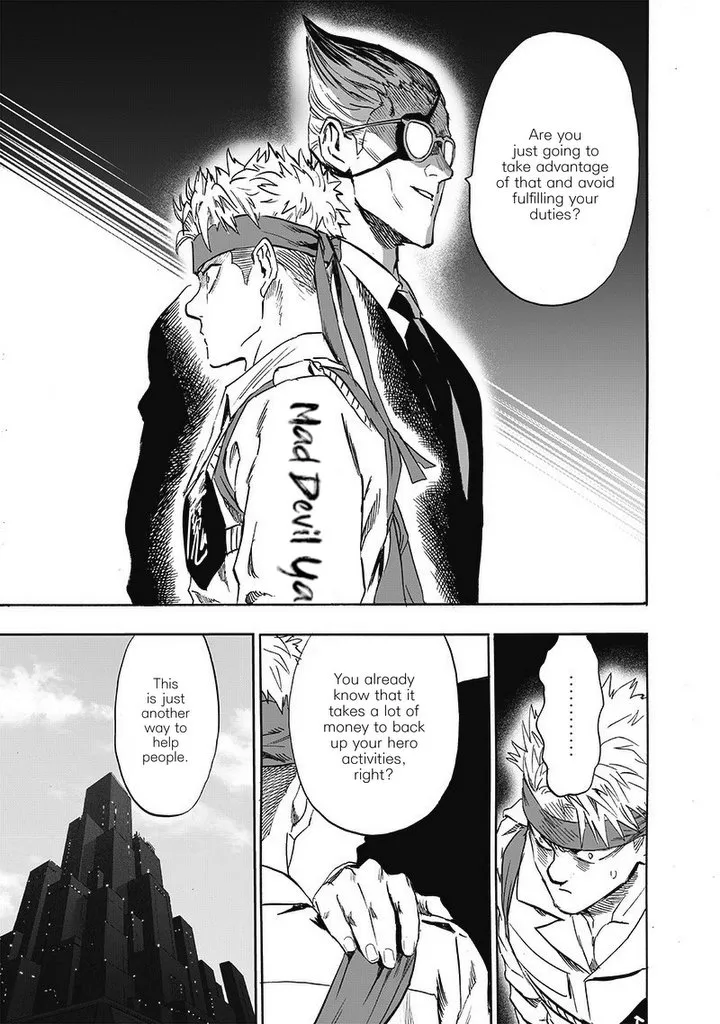 Are you
just going to
take advantage
of that and avoid
fulfilling your
duties?
Mad Devil Ya
.......
You already
know that it
takes a lot of
money to back
up your hero
activities,
right?
This
is just
another
way to
help
people.